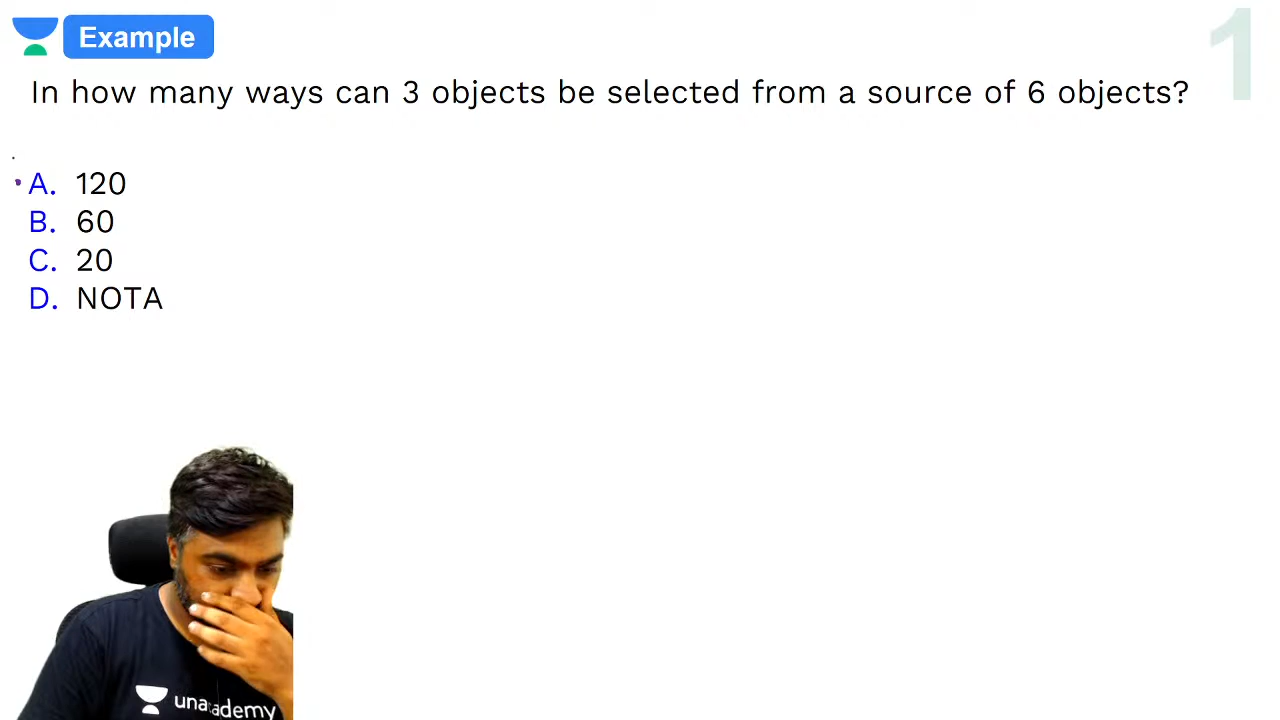 Example
1
In how many ways can 3 objects be selected from a source of 6 objects?
A. 120
B. 60
C. 20
D. NOTA
unacademy